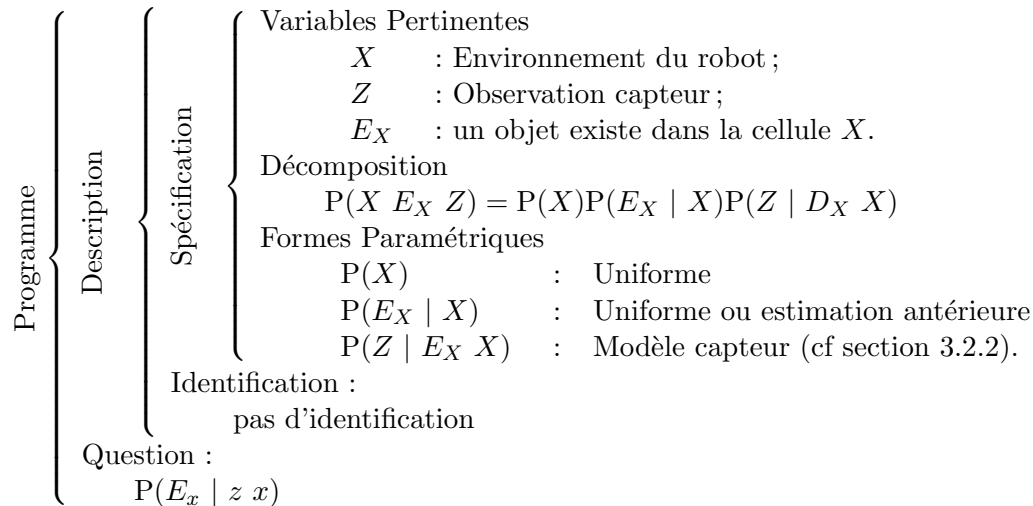 Programme
Description
Spécification
Variables Pertinentes
X : Environnement du robot ;
Z : Observation capteur ;
E_X : un objet existe dans la cellule X.
Décomposition
P(X E_X Z) = P(X)P(E_X | X)P(Z | D_X X)
Formes Paramétriques
P(X) : Uniforme
P(E_X | X) : Uniforme ou estimation antérieure
P(Z | E_X X) : Modèle capteur (cf section 3.2.2).
Identification :
pas d'identification
Question :
P(E_x | z x)